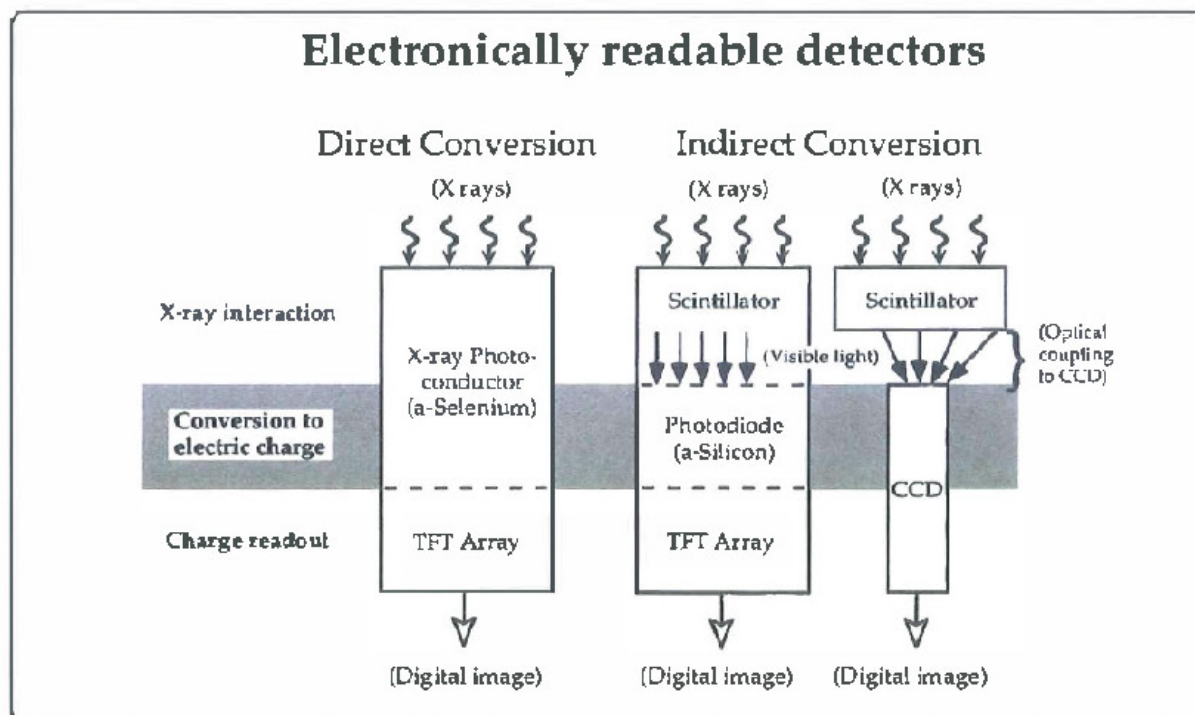 Electronically readable detectors
Direct Conversion
Indirect Conversion
(X rays)
(X rays)
(X rays)
X-ray interaction
X-ray Photo-
conductor
(a-Selenium)
Scintillator
(Visible light)
Scintillator
(Optical
coupling
to CCD)
Conversion to
electric charge
Photodiode
(a-Silicon)
CCD
Charge readout
TFT Array
TFT Array
(Digital image)
(Digital image)
(Digital image)